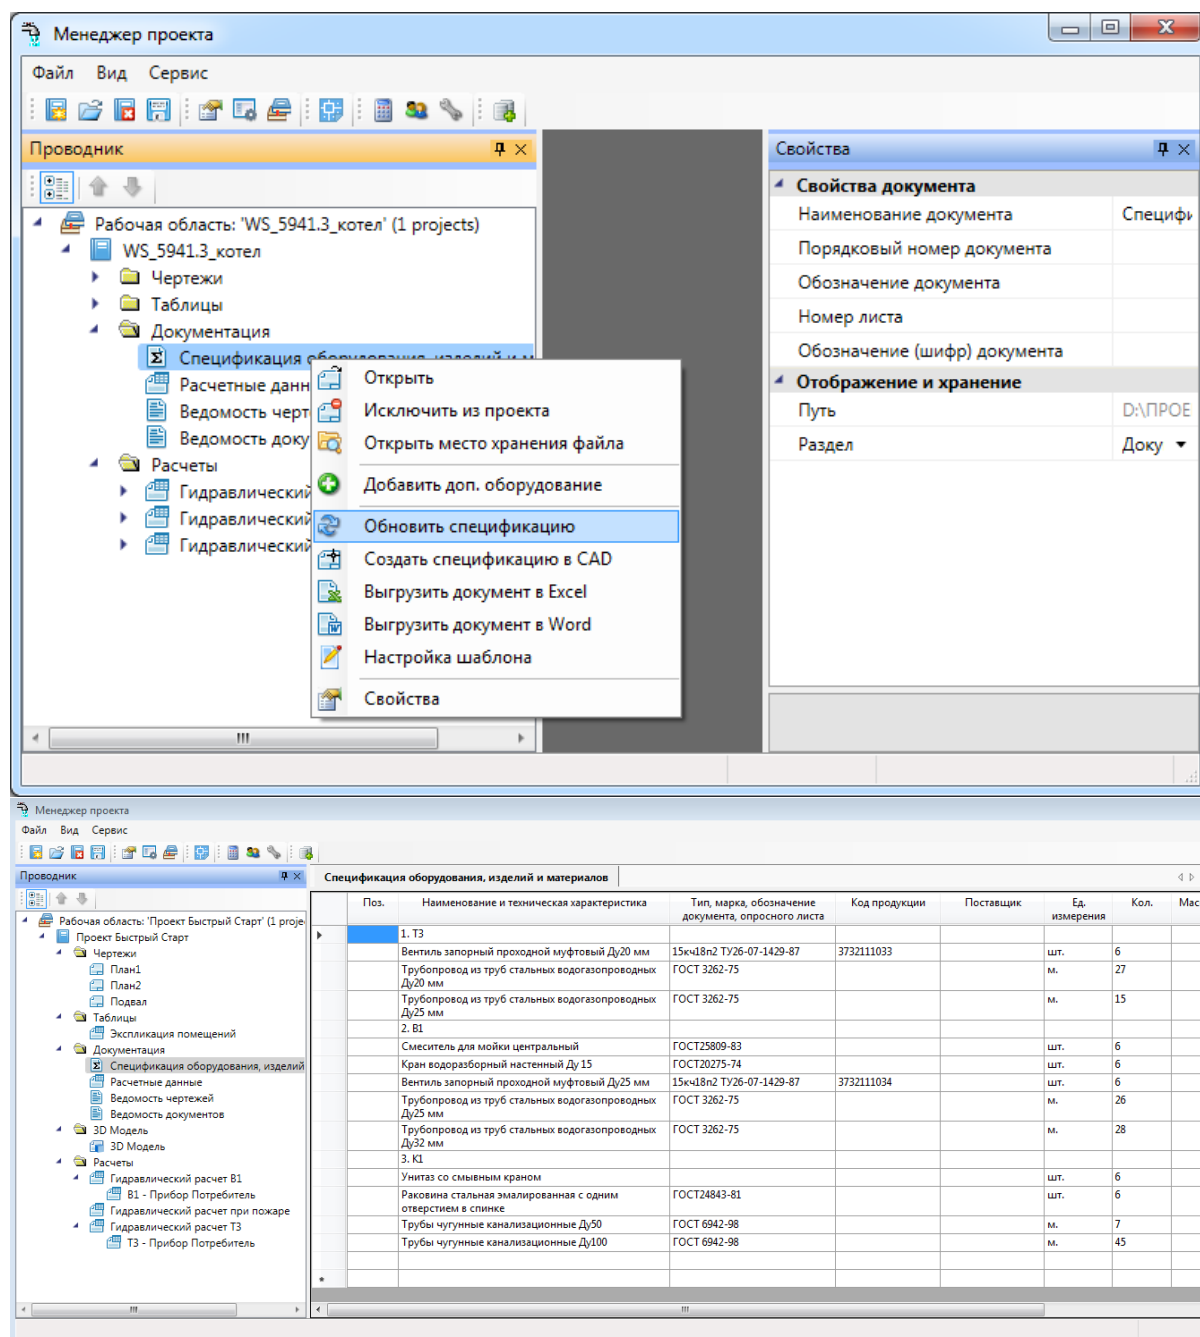 Менеджер проекта
Файл Вид Сервис
Проводник
Рабочая область: 'WS_5941.3_котел' (1 projects)
WS_5941.3_котел
Чертежи
Таблицы
Документация
Спецификация оборудования, изделий и м
Расчетные данн
Ведомость черт
Ведомость доку
Расчеты
Гидравлический
Гидравлический
Гидравлический
Открыть
Исключить из проекта
Открыть место хранения файла
Добавить доп. оборудование
Обновить спецификацию
Создать спецификацию в CAD
Выгрузить документ в Excel
Выгрузить документ в Word
Настройка шаблона
Свойства
Свойства
Свойства документа
Наименование документа Специфи
Порядковый номер документа
Обозначение документа
Номер листа
Обозначение (шифр) документа
Отображение и хранение
Путь D:\ПРОЕ
Раздел Доку
Менеджер проекта
Файл Вид Сервис
Проводник
Рабочая область: 'Проект Быстрый Старт' (1 proje
Проект Быстрый Старт
Чертежи
План1
План2
Подвал
Таблицы
Экспликация помещений
Документация
Спецификация оборудования, изделий
Расчетные данные
Ведомость чертежей
Ведомость документов
3D Модель
3D Модель
Расчеты
Гидравлический расчет В1
В1 - Прибор Потребитель
Гидравлический расчет при пожаре
Гидравлический расчет Т3
Т3 - Прибор Потребитель
Спецификация оборудования, изделий и материалов
Поз. Наименование и техническая характеристика Тип, марка, обозначение Код продукции Поставщик Ед. Кол. Мас
документа, опросного листа измерения
1. Т3
Вентиль запорный проходной муфтовый Ду20 мм 15кч18п2 ТУ26-07-1429-87 3732111033 шт. 6
Трубопровод из труб стальных водогазопроводных ГОСТ 3262-75 м. 27
Ду20 мм
Трубопровод из труб стальных водогазопроводных ГОСТ 3262-75 м. 15
Ду25 мм
2. В1
Смеситель для мойки центральный ГОСТ25809-83 шт. 6
Кран водоразборный настенный Ду 15 ГОСТ20275-74 шт. 6
Вентиль запорный проходной муфтовый Ду25 мм 15кч18п2 ТУ26-07-1429-87 3732111034 шт. 6
Трубопровод из труб стальных водогазопроводных ГОСТ 3262-75 м. 26
Ду25 мм
Трубопровод из труб стальных водогазопроводных ГОСТ 3262-75 м. 28
Ду32 мм
3. К1
Унитаз со смывным краном шт. 6
Раковина стальная эмалированная с одним ГОСТ24843-81 шт. 6
отверстием в спинке
Трубы чугунные канализационные Ду50 ГОСТ 6942-98 м. 7
Трубы чугунные канализационные Ду100 ГОСТ 6942-98 м. 45